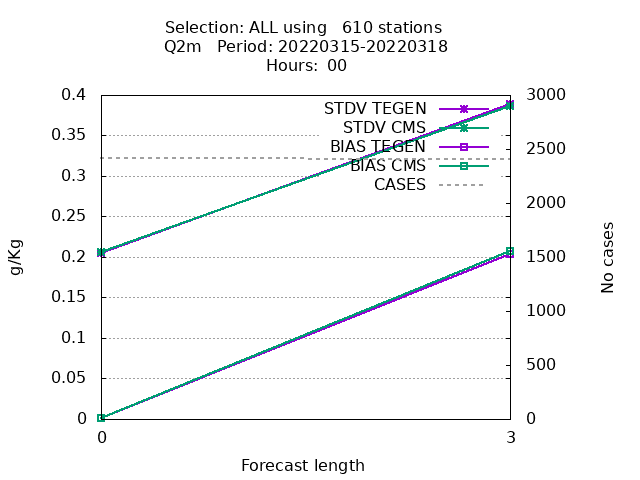 Selection: ALL using   610 stations
Q2m   Period: 20220315-20220318
Hours:  00
0.4
0.35
0.3
0.25
0.2
0.15
0.1
0.05
0
3000
2500
2000
1500
1000
500
0
STDV TEGEN
STDV CMS
BIAS TEGEN
BIAS CMS
CASES
g/Kg
No cases
0
3
Forecast length